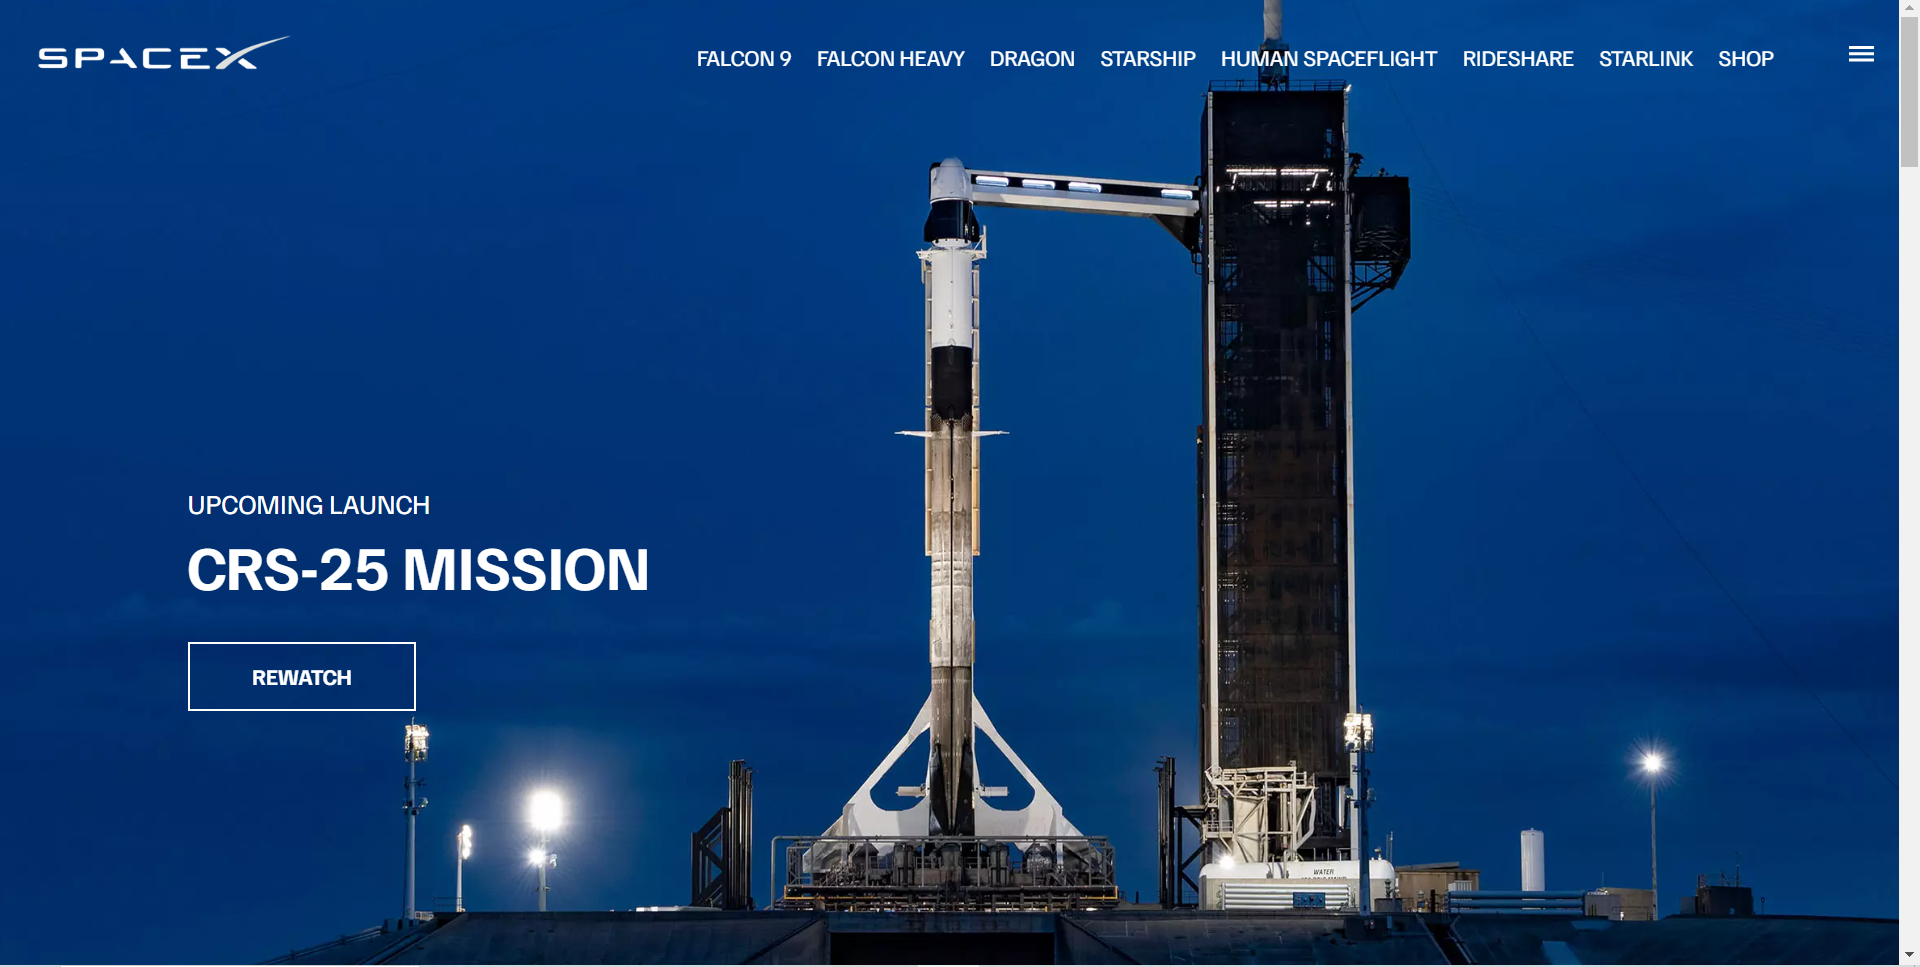 SPACEX
FALCON 9 FALCON HEAVY DRAGON STARSHIP HUMAN SPACEFLIGHT RIDESHARE STARLINK SHOP
UPCOMING LAUNCH
CRS-25 MISSION
REWATCH
WATER